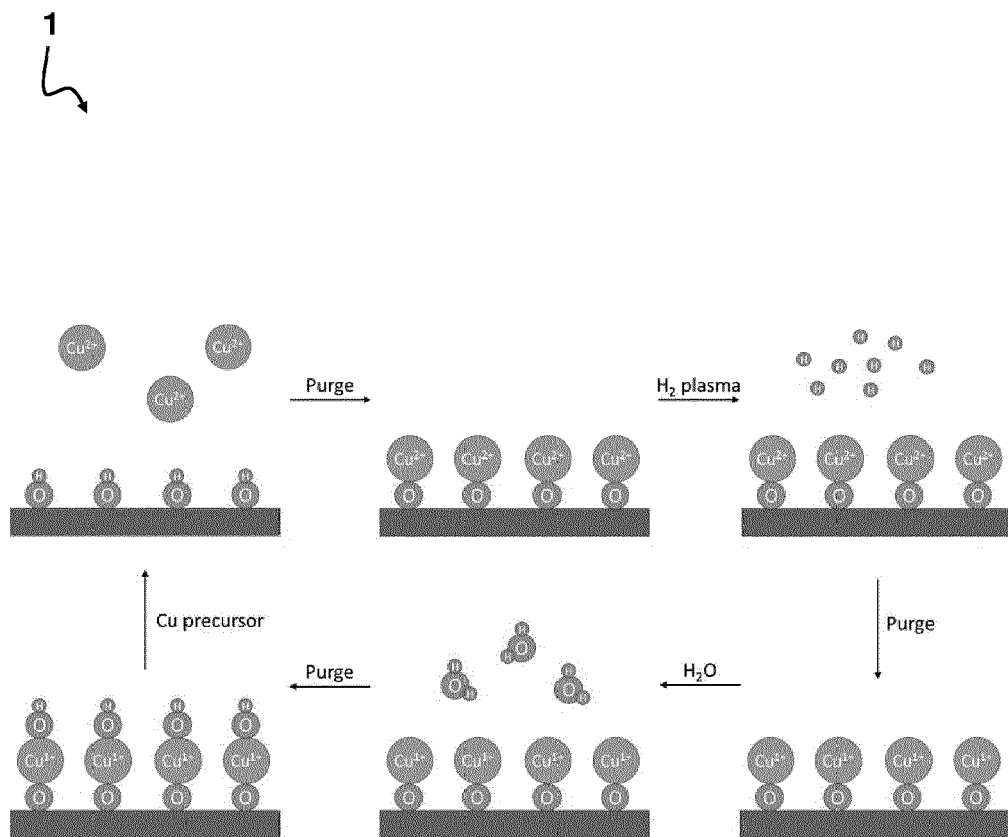 1
Cu²⁺ Cu²⁺
Cu²⁺
H H H H
O O O O
Purge
Cu²⁺ Cu²⁺ Cu²⁺ Cu²⁺
O O O O
H₂ plasma
H H H H H H H H
Cu²⁺ Cu²⁺ Cu²⁺ Cu²⁺
O O O O
Purge
Cu¹⁺ Cu¹⁺ Cu¹⁺ Cu¹⁺
O O O O
H₂O
H
O
H
H
O
H
H
O
H
Cu¹⁺ Cu¹⁺ Cu¹⁺ Cu¹⁺
O O O O
Purge
H H H H
O O O O
Cu¹⁺ Cu¹⁺ Cu¹⁺ Cu¹⁺
O O O O
Cu precursor